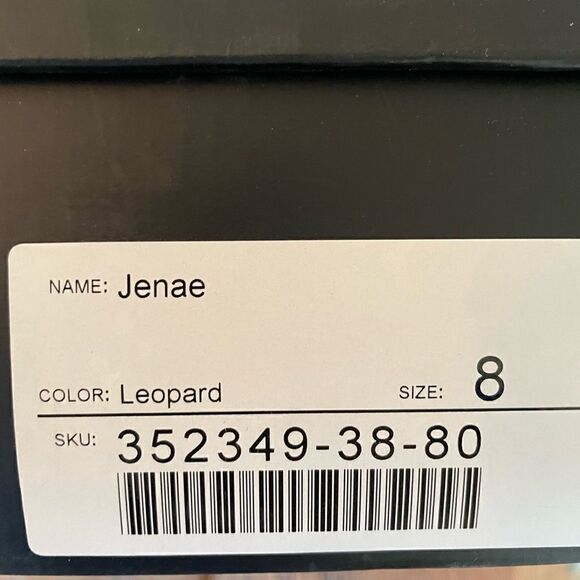 NAME: Jenae
COLOR: Leopard SIZE: 8
SKU: 352349-38-80